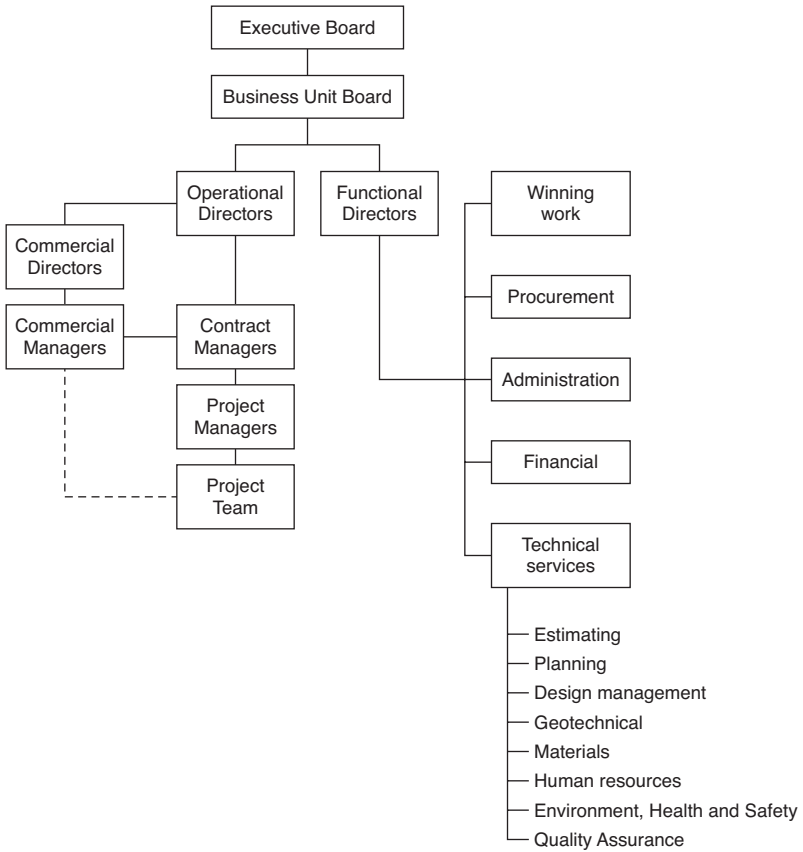 Executive Board
Business Unit Board
Operational
Directors
Functional
Directors
Winning
work
Commercial
Directors
Procurement
Commercial
Managers
Contract
Managers
Administration
Project
Managers
Financial
Project
Team
Technical
services
Estimating
Planning
Design management
Geotechnical
Materials
Human resources
Environment, Health and Safety
Quality Assurance